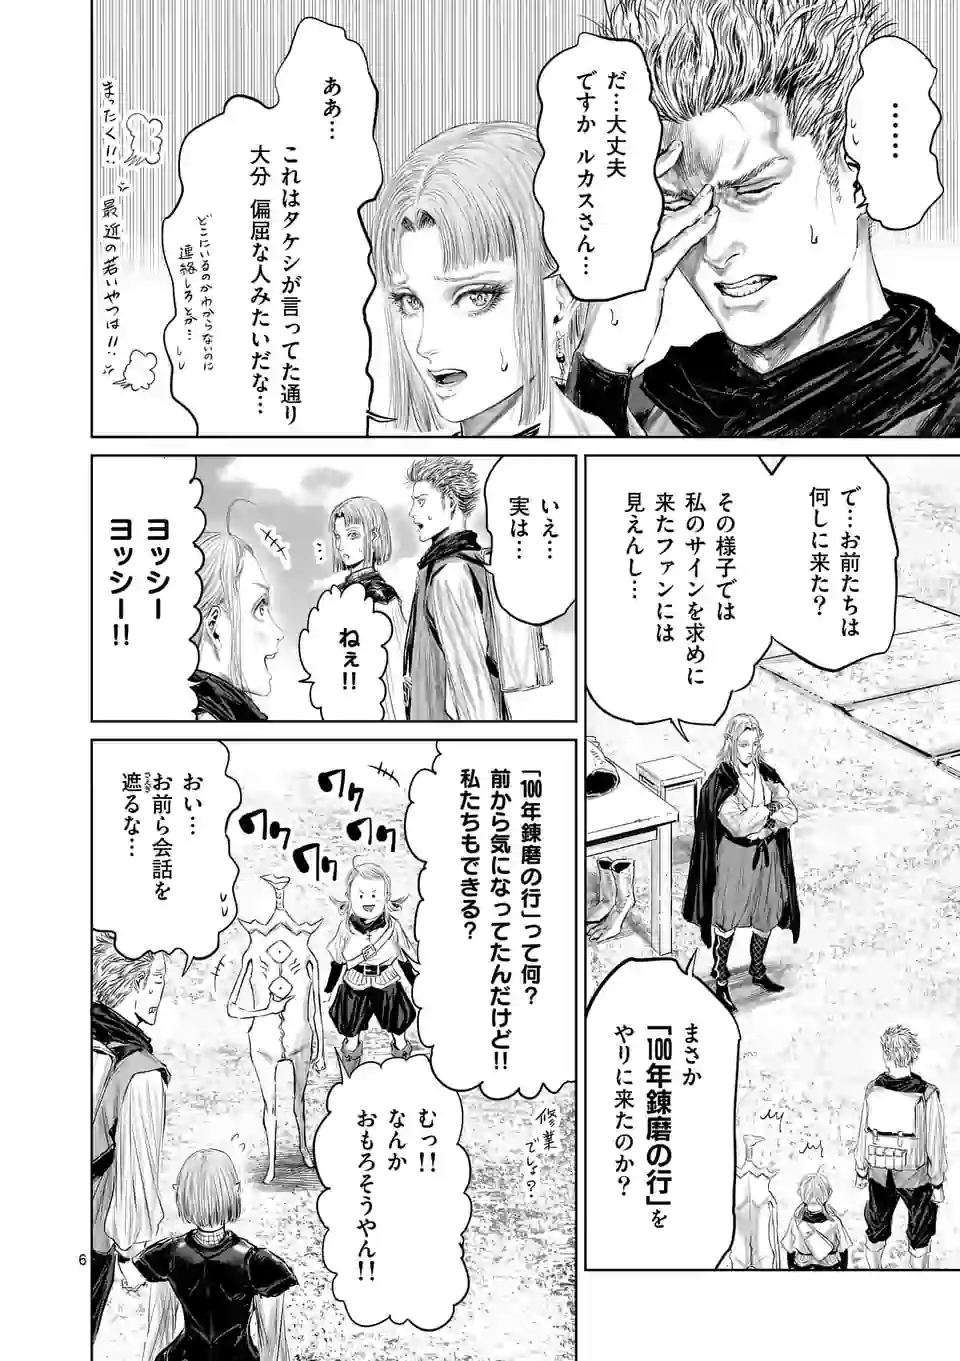 ……
だ…大丈夫
ですか ルカスさん…
ああ…
これはタケシが言ってた通り
大分 偏屈な人みたいだな…
どこにいるのかわからないのに
連絡しろとか…
まったく!!
最近の若いやつは!!
で…お前たちは
何しに来た?
その様子では
私のサインを求めに
来たファンには
見えんし…
まさか
「100年錬磨の行」を
やりに来たのか?
いえ…
実は…
ねぇ!!
ヨッシー
ヨッシー!!
「100年錬磨の行」って何?
前から気になってたんだけど!!
私たちもできる?
ワク
ワク
ワク
修業
でしょ?
むっ!!
なんか
おもろそうやん!!
おい…
お前ら会話を
遮るな…
さえぎ
6